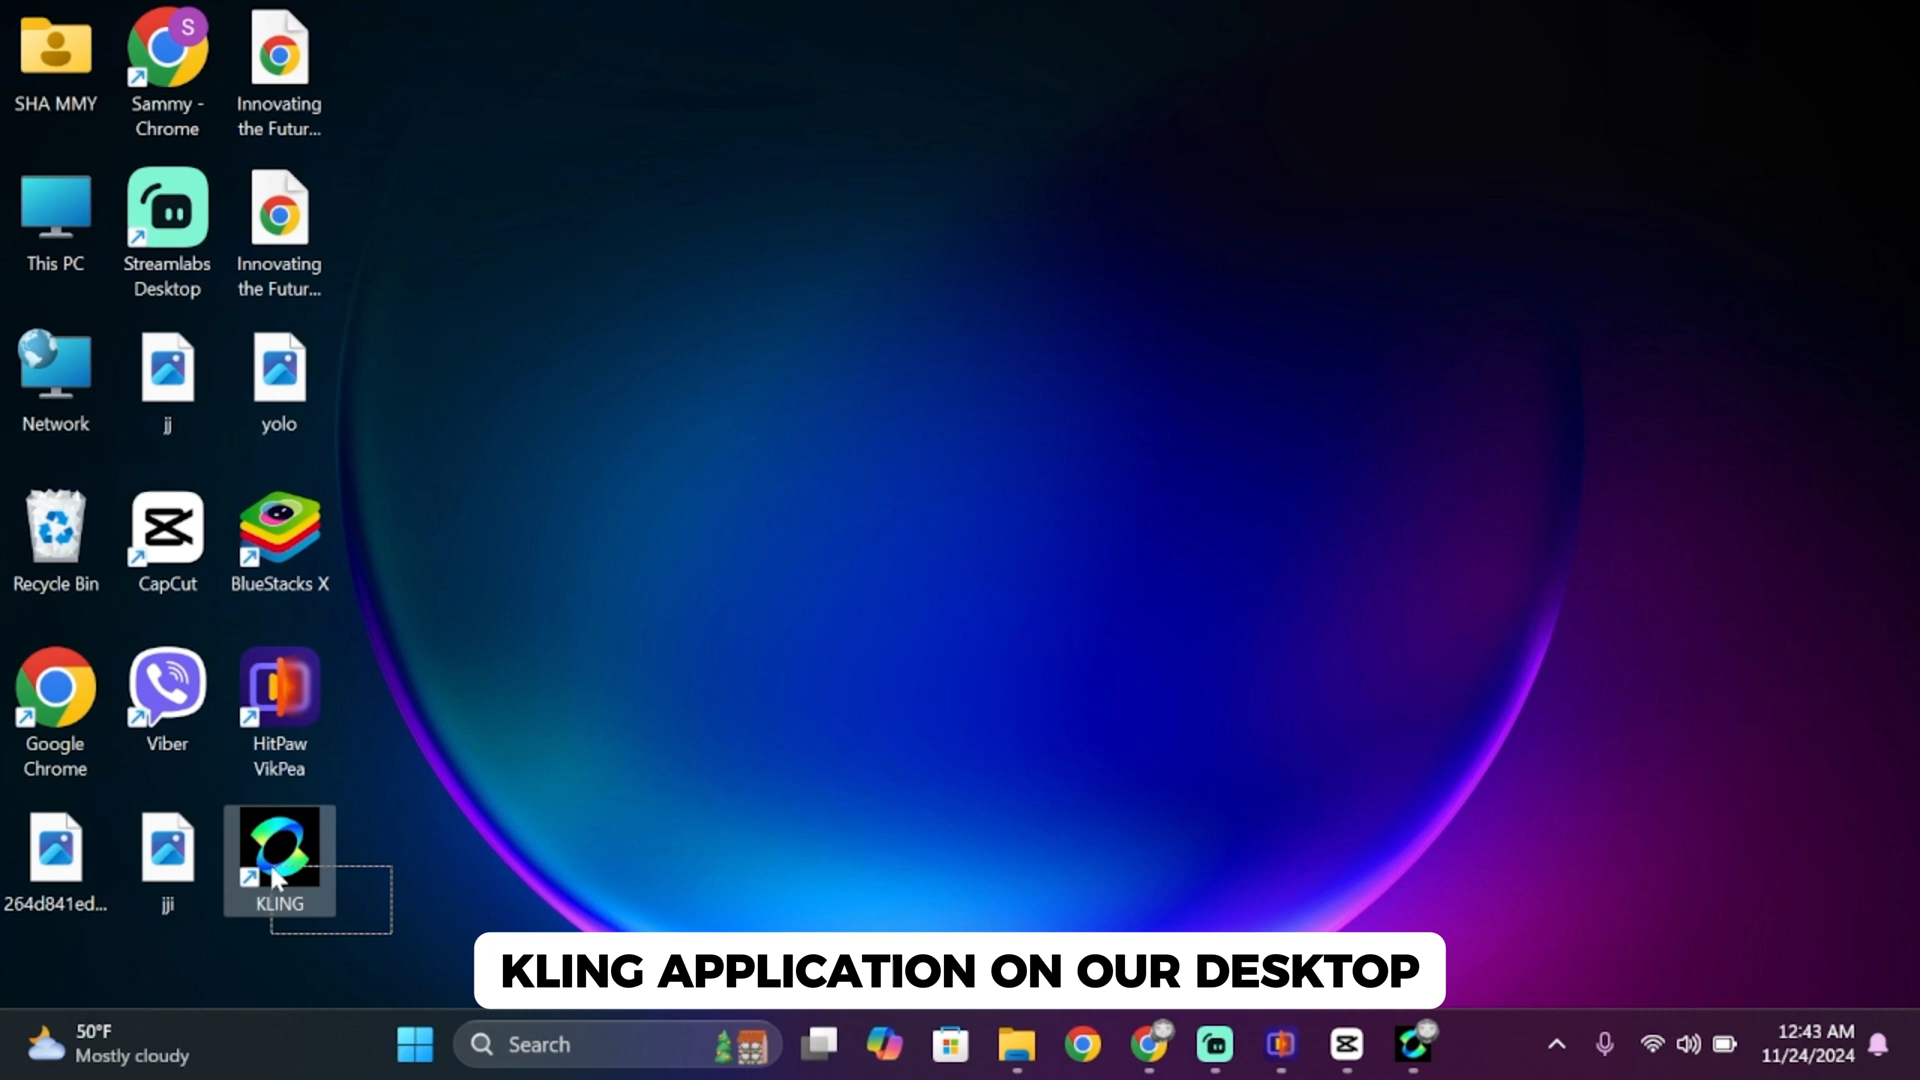 SHA MMY
S
Sammy -
Chrome
Innovating
the Futur...
This PC
Streamlabs
Desktop
Innovating
the Futur...
Network
jj
yolo
Recycle Bin
CapCut
BlueStacks X
Google
Chrome
Viber
HitPaw
VikPea
264d841ed...
jji
KLING
KLING APPLICATION ON OUR DESKTOP
50°F
Mostly cloudy
Search
12:43 AM
11/24/2024